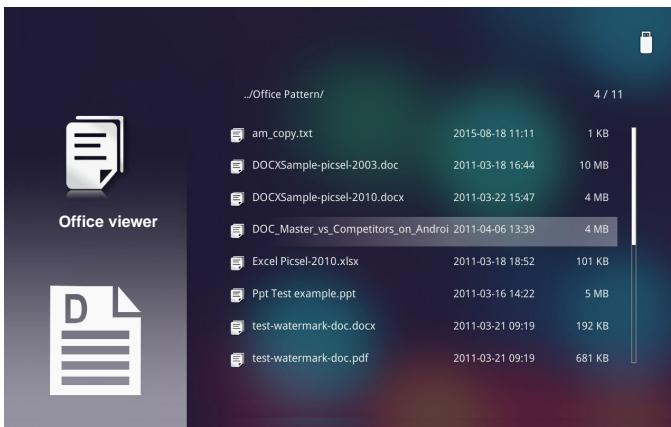 ../Office Pattern/ 4 / 11
am_copy.txt 2015-08-18 11:11 1 KB
DOCXSample-picsel-2003.doc 2011-03-18 16:44 10 MB
DOCXSample-picsel-2010.docx 2011-03-22 15:47 4 MB
Office viewer
DOC_Master_vs_Competitors_on_Androi 2011-04-06 13:39 4 MB
Excel Picsel-2010.xlsx 2011-03-18 18:52 101 KB
Ppt Test example.ppt 2011-03-16 14:22 5 MB
D
test-watermark-doc.docx 2011-03-21 09:19 192 KB
test-watermark-doc.pdf 2011-03-21 09:19 681 KB